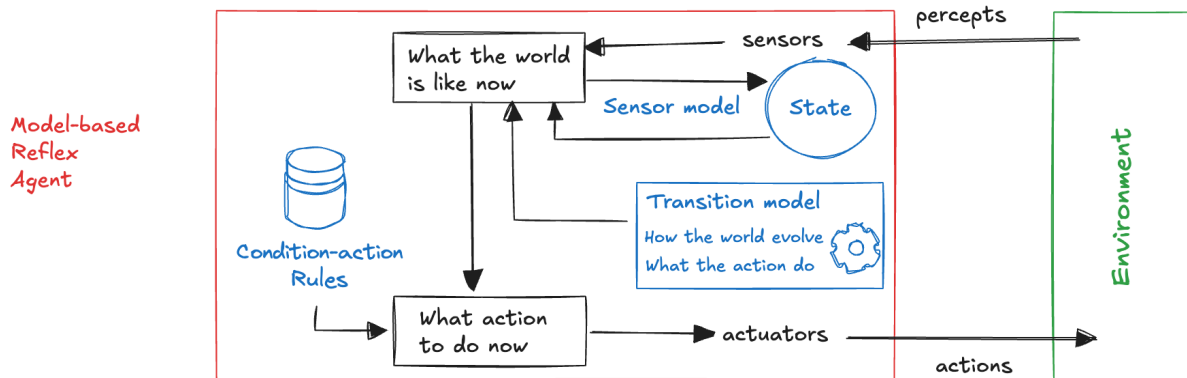 percepts
sensors
What the world
is like now
Sensor model
State
Model-based
Reflex
Agent
Transition model
How the world evolve
What the action do
Condition-action
Rules
Environment
What action
to do now
actuators
actions